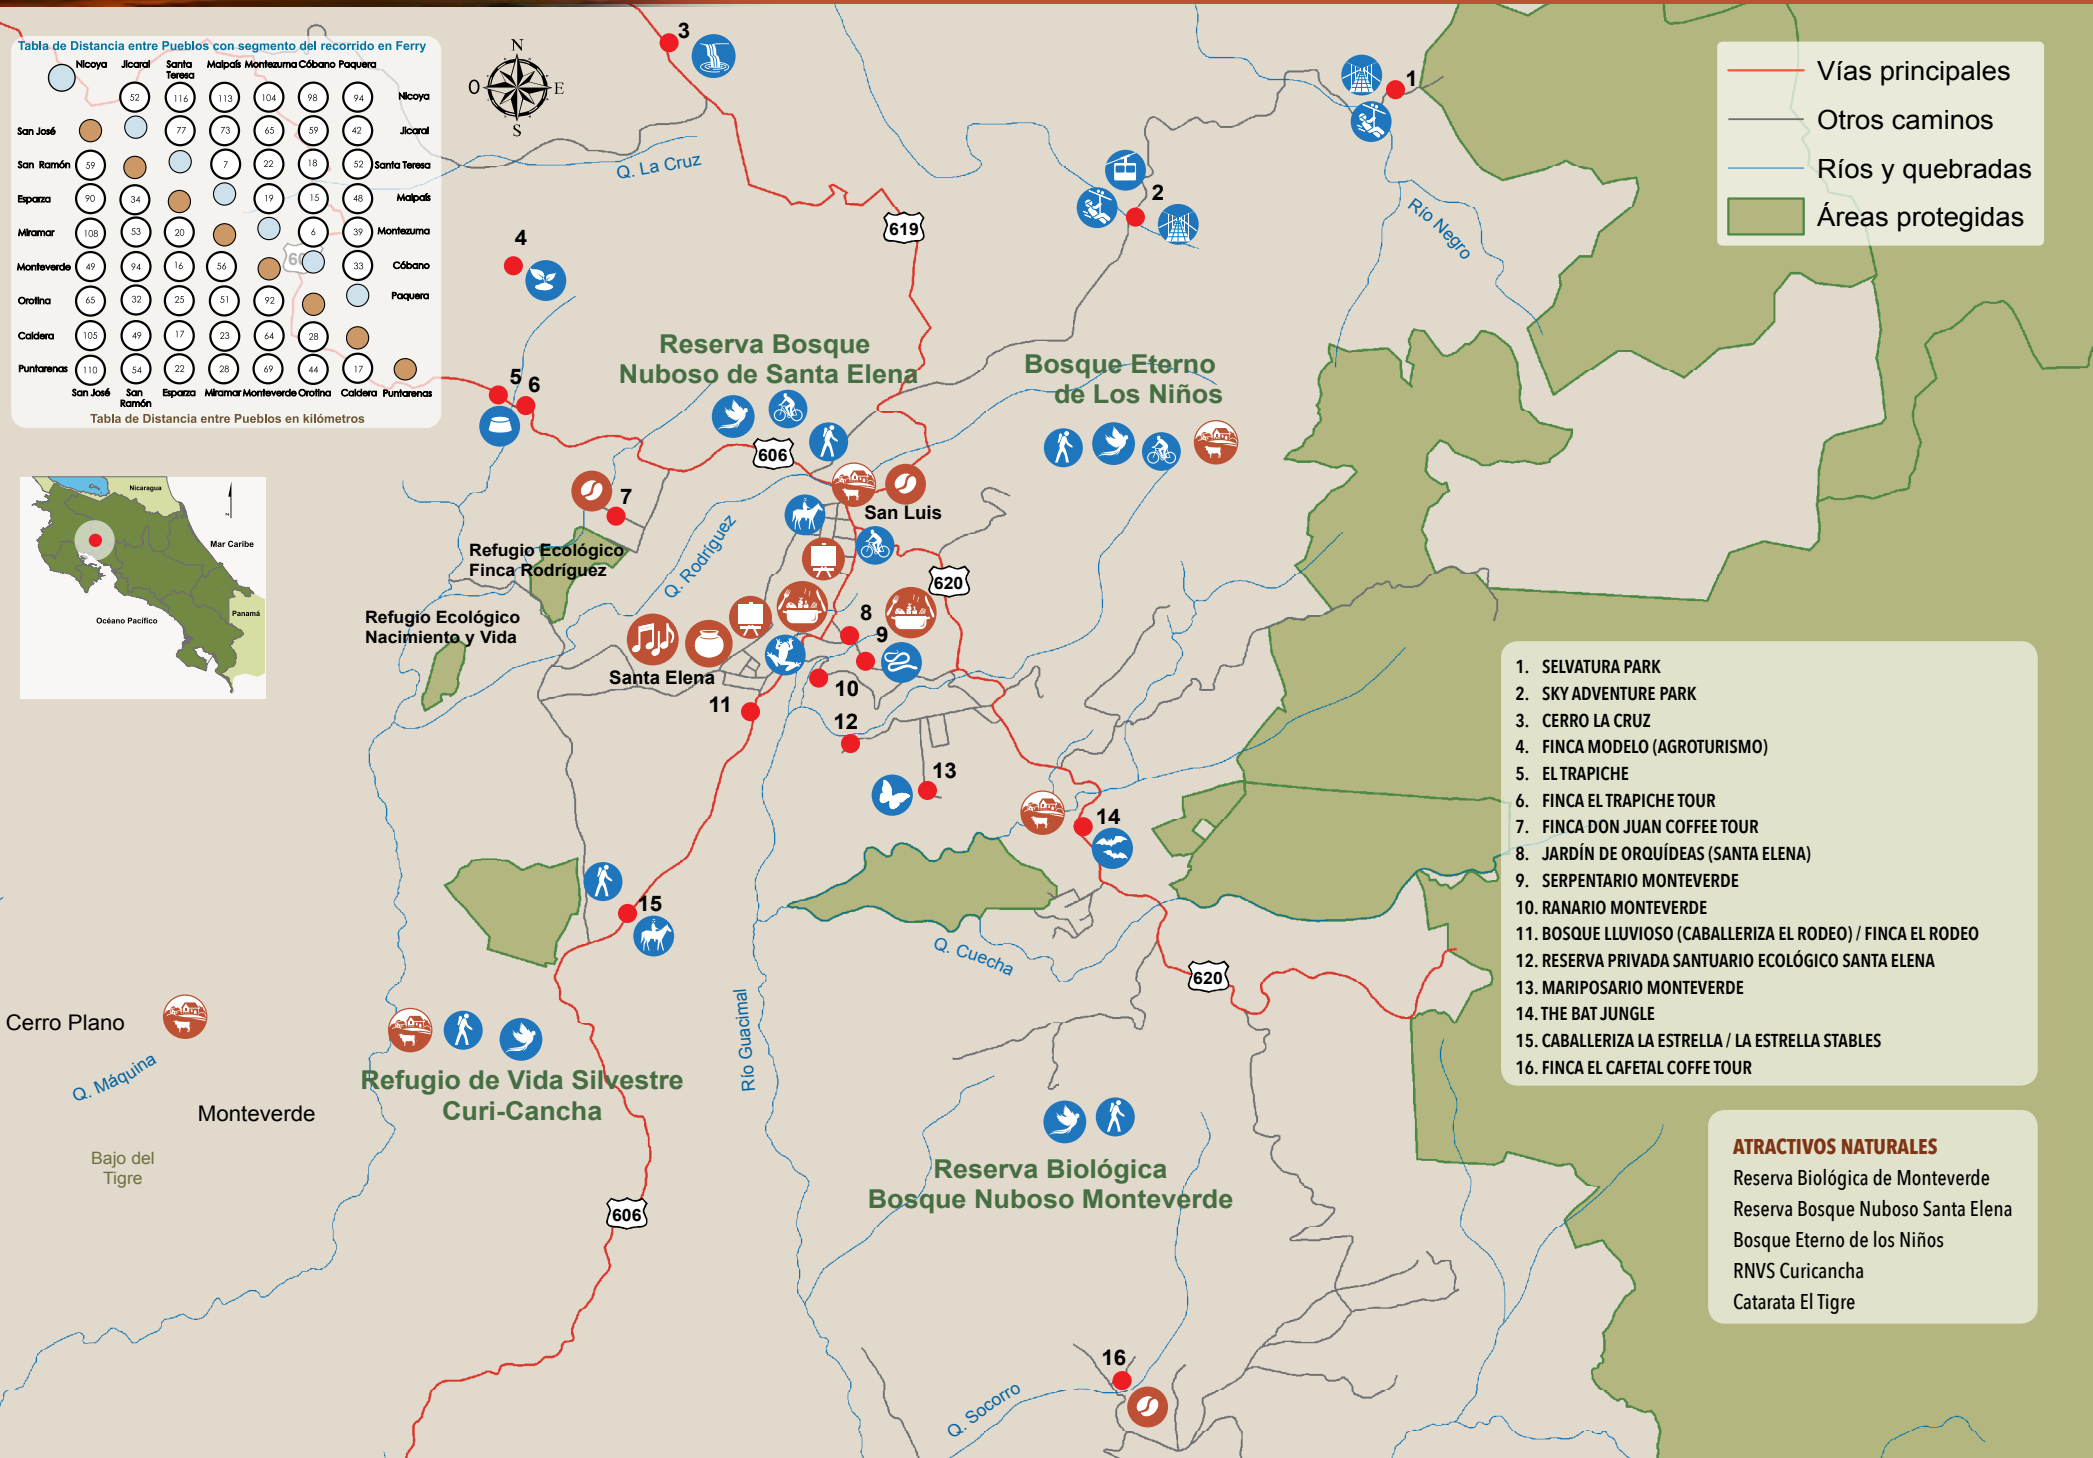 Tabla de Distancia entre Pueblos con segmento del recorrido en Ferry
Nicoya Jicaral Santa Teresa Malpaís Montezuma Cóbano Paquera
52 116 113 104 98 94 Nicoya
San José 77 73 65 59 42 Jicaral
San Ramón 59 7 22 18 52 Santa Teresa
Esparza 90 34 19 15 48 Malpaís
Miramar 108 53 20 6 39 Montezuma
Monteverde 49 94 16 56 33 Cóbano
Orotina 65 32 25 51 92 Paquera
Caldera 105 49 17 23 64 28
Puntarenas 110 54 22 28 69 44 17
San José San Ramón Esparza Miramar Monteverde Orotina Caldera Puntarenas
Tabla de Distancia entre Pueblos en kilómetros
N
O E
S
Vías principales
Otros caminos
Ríos y quebradas
Áreas protegidas
Nicaragua
N
Mar Caribe
Panamá
Océano Pacífico
3
1
Q. La Cruz
2
Río Negro
619
4
Reserva Bosque
Nuboso de Santa Elena
Bosque Eterno
de Los Niños
5 6
606
7
San Luis
Q. Rodríguez
Refugio Ecológico
Finca Rodríguez
620
Refugio Ecológico
Nacimiento y Vida
8
9
Santa Elena
10
11
12
13
14
15
Q. Cuecha
620
Río Guacimal
Cerro Plano
Q. Máquina
Monteverde
Bajo del
Tigre
Refugio de Vida Silvestre
Curi-Cancha
Reserva Biológica
Bosque Nuboso Monteverde
606
16
Q. Socorro
1. SELVATURA PARK
2. SKY ADVENTURE PARK
3. CERRO LA CRUZ
4. FINCA MODELO (AGROTURISMO)
5. EL TRAPICHE
6. FINCA EL TRAPICHE TOUR
7. FINCA DON JUAN COFFEE TOUR
8. JARDÍN DE ORQUÍDEAS (SANTA ELENA)
9. SERPENTARIO MONTEVERDE
10. RANARIO MONTEVERDE
11. BOSQUE LLUVIOSO (CABALLERIZA EL RODEO) / FINCA EL RODEO
12. RESERVA PRIVADA SANTUARIO ECOLÓGICO SANTA ELENA
13. MARIPOSARIO MONTEVERDE
14. THE BAT JUNGLE
15. CABALLERIZA LA ESTRELLA / LA ESTRELLA STABLES
16. FINCA EL CAFETAL COFFE TOUR
ATRACTIVOS NATURALES
Reserva Biológica de Monteverde
Reserva Bosque Nuboso Santa Elena
Bosque Eterno de los Niños
RNVS Curicancha
Catarata El Tigre